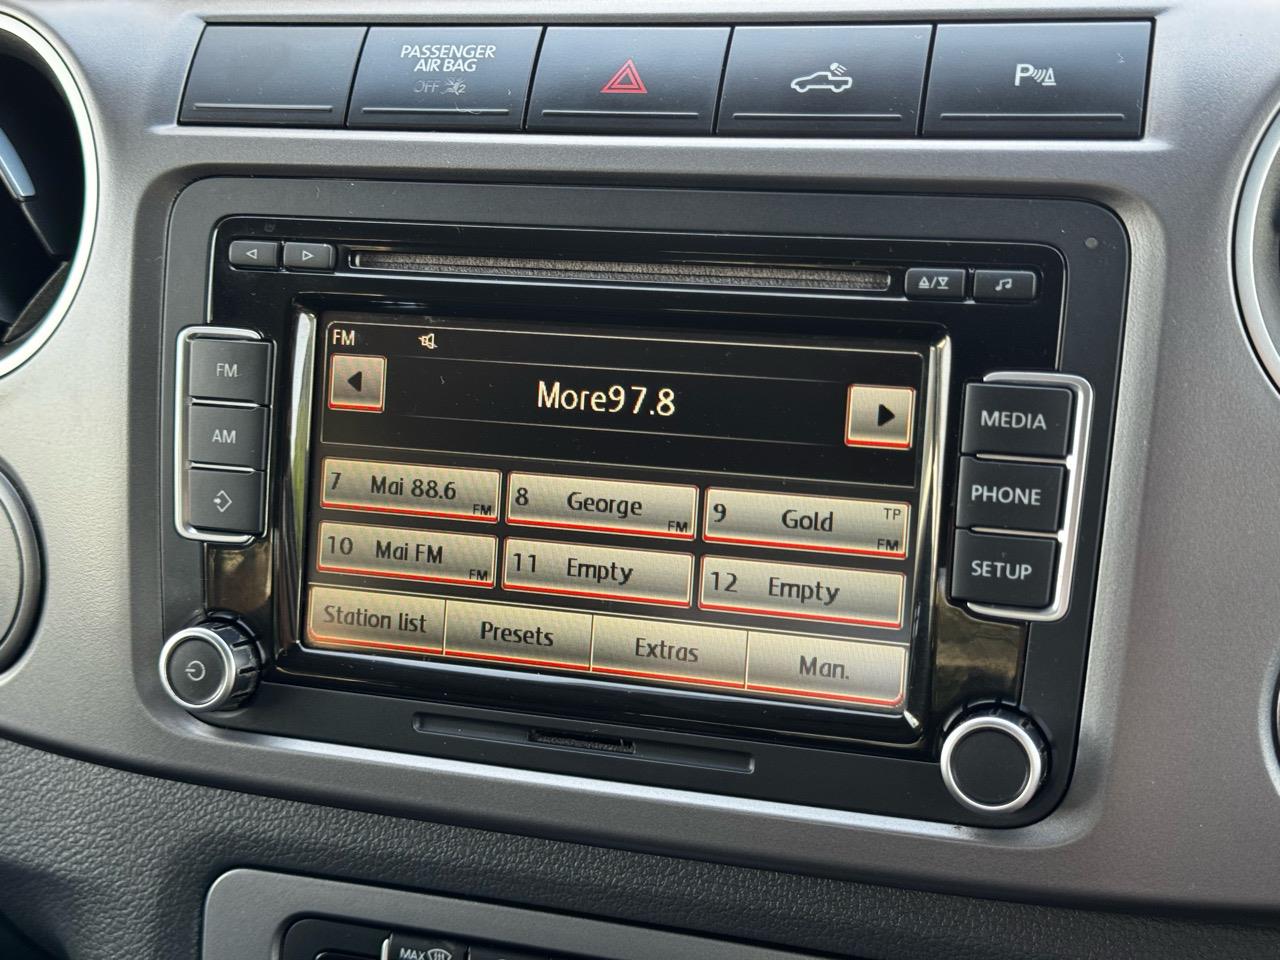 PASSENGER
AIR BAG
OFF
P
FM
AM
FM
More97.8
7 Mai 88.6 FM
8 George FM
9 Gold TP FM
10 Mai FM FM
11 Empty
12 Empty
Station list
Presets
Extras
Man.
MEDIA
PHONE
SETUP
MAX